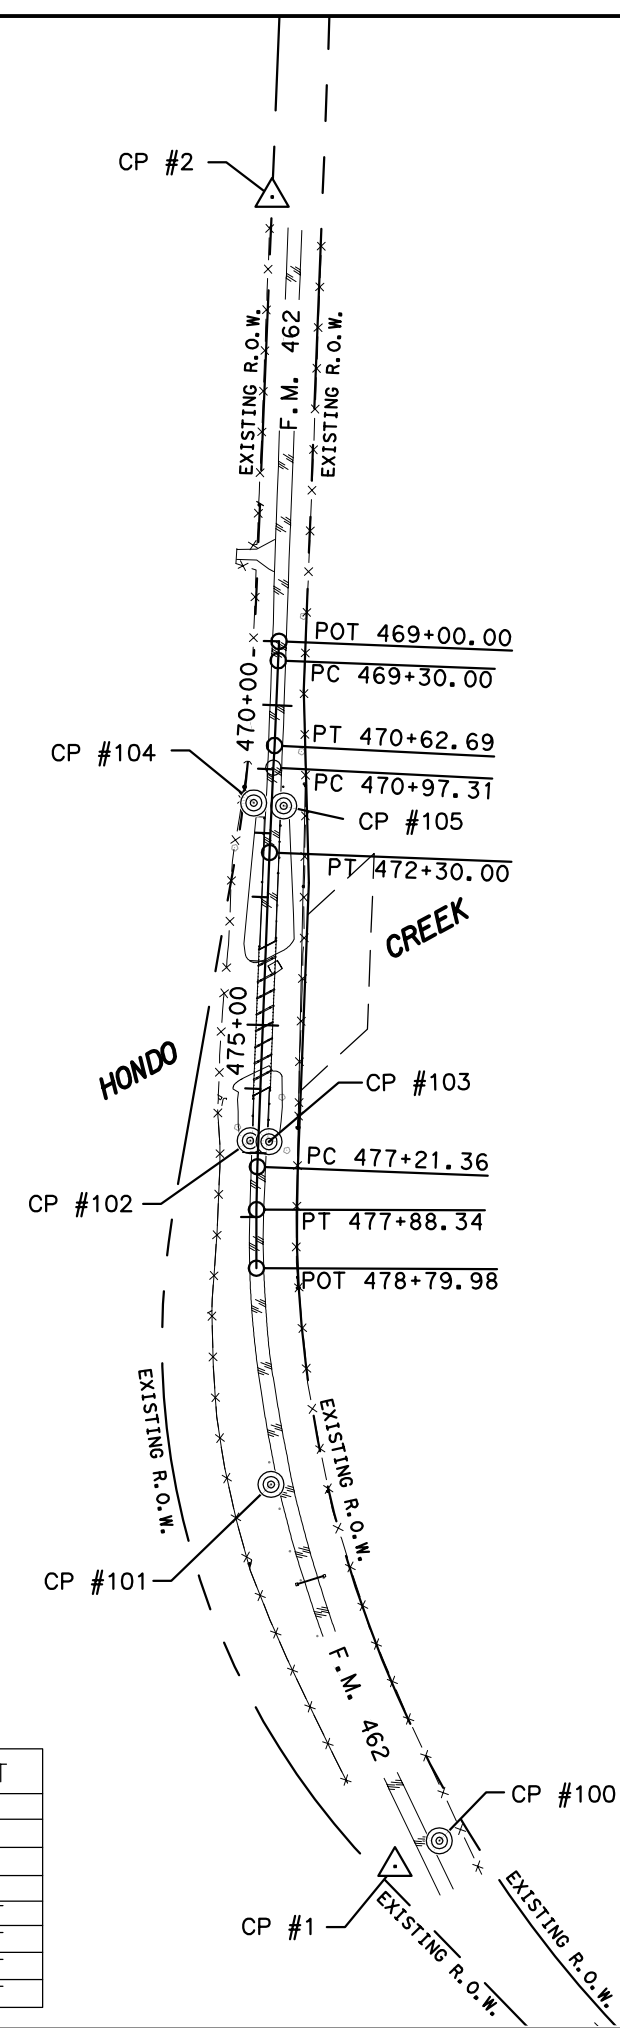 CP #2
EXISTING R.O.W.
F.M. 462
EXISTING R.O.W.
POT 469+00.00
PC 469+30.00
470+00
PT 470+62.69
CP #104
PC 470+97.31
CP #105
PT 472+30.00
CREEK
475+00
HONDO
CP #103
PC 477+21.36
CP #102
PT 477+88.34
POT 478+79.98
EXISTING R.O.W.
EXISTING R.O.W.
CP #101
F.M. 462
CP #100
CP #1
EXISTING R.O.W.
EXISTING R.O.W.